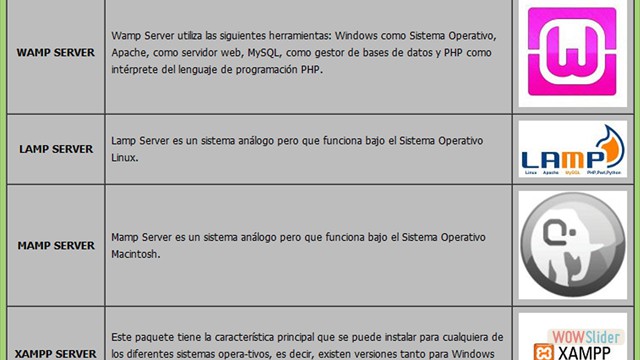 WAMP SERVER
Wamp Server utiliza las siguientes herramientas: Windows como Sistema Operativo,
Apache, como servidor web, MySQL, como gestor de bases de datos y PHP como
intérprete del lenguaje de programación PHP.
W
LAMP SERVER
Lamp Server es un sistema análogo pero que funciona bajo el Sistema Operativo
Linux.
LAMP
Linux Apache MySQL PHP,Perl,Python
MAMP SERVER
Mamp Server es un sistema análogo pero que funciona bajo el Sistema Operativo
Macintosh.
XAMPP SERVER
Este paquete tiene la característica principal que se puede instalar para cualquiera de
los diferentes sistemas opera-tivos, es decir, existen versiones tanto para Windows
WOWSlider
XAMPP